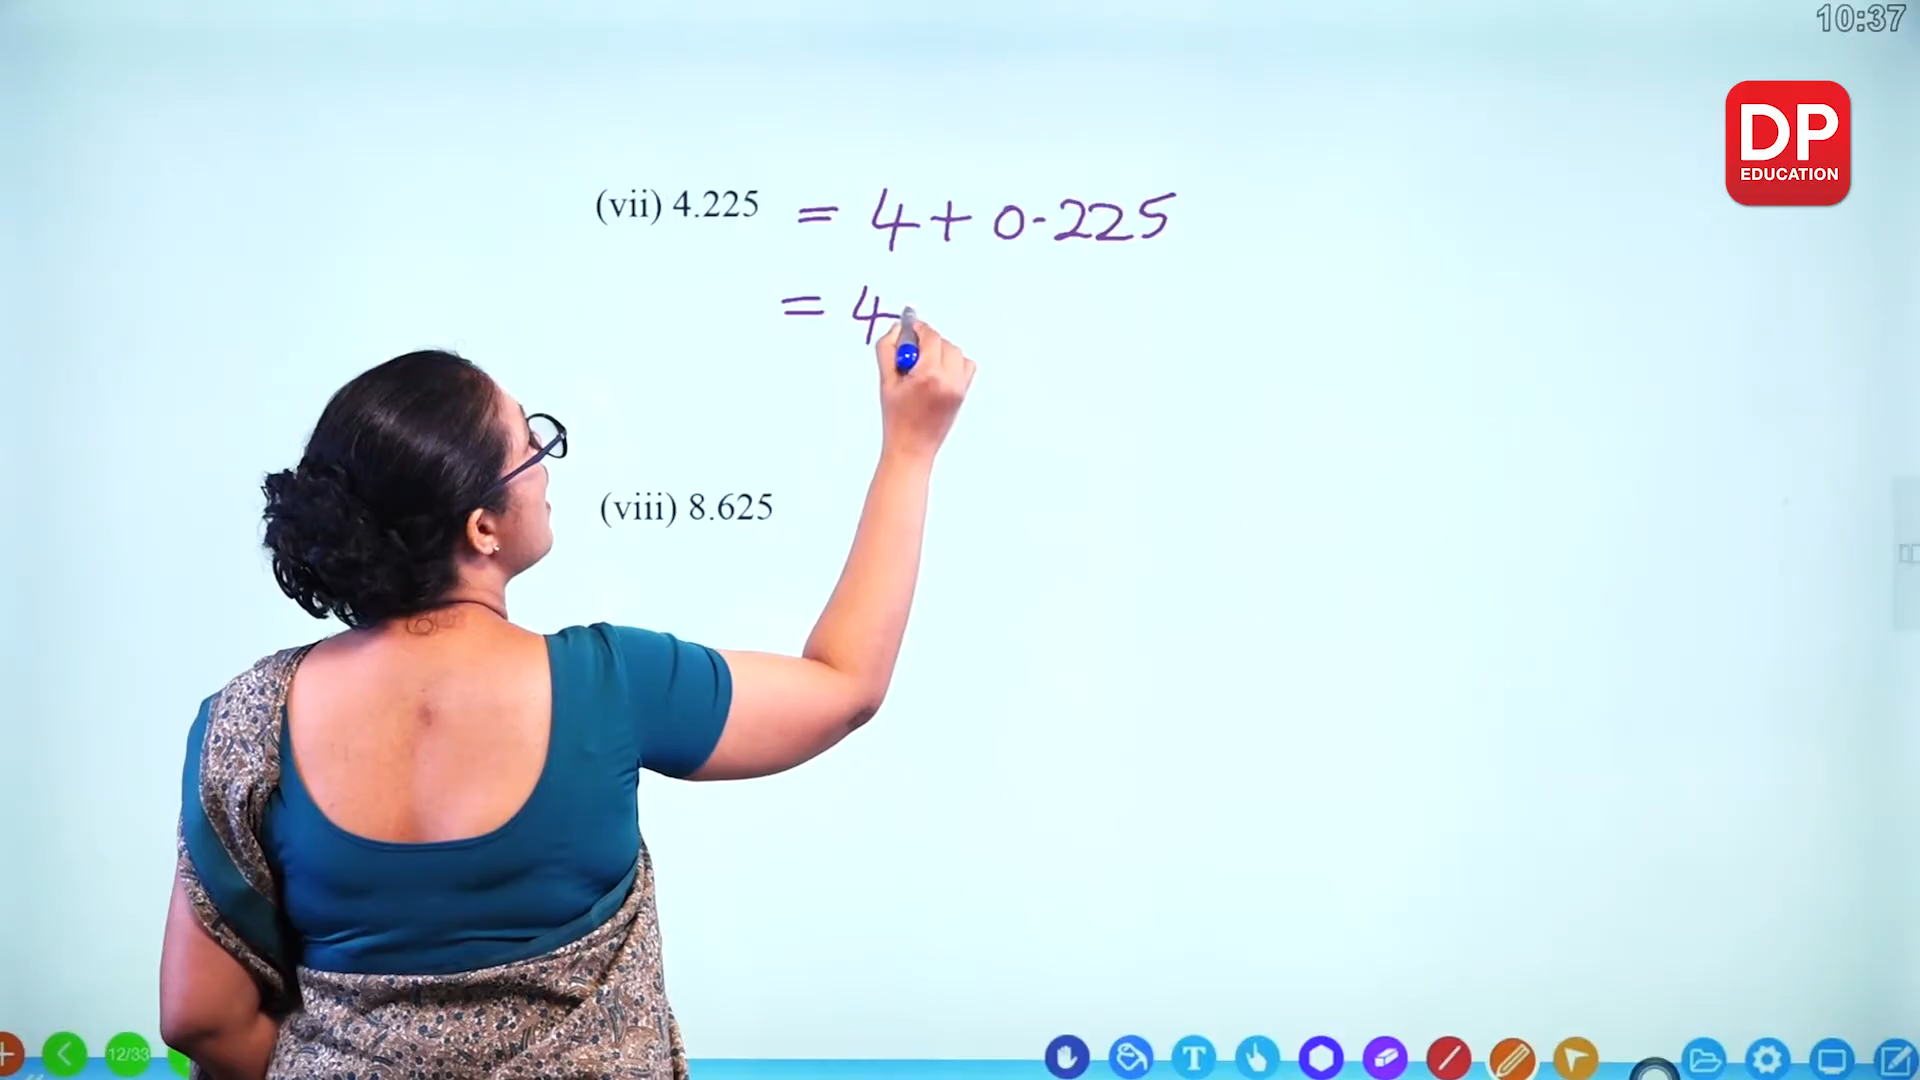 10:37
DP
EDUCATION
(vii) 4.225 = 4 + 0.225
= 4
(viii) 8.625
12/33
T